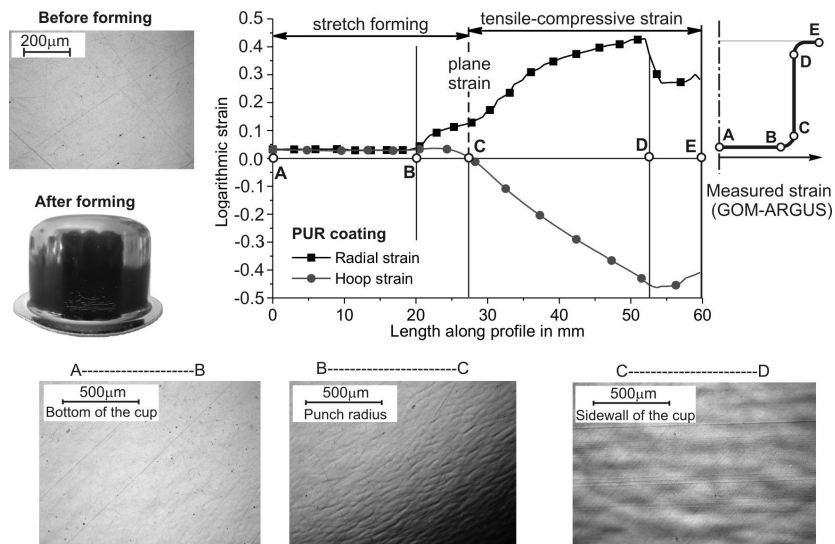 Before forming
200µm
After forming
stretch forming
tensile-compressive strain
plane
strain
Logarithmic strain
0.5
0.4
0.3
0.2
0.1
0.0
-0.1
-0.2
-0.3
-0.4
-0.5
A
B
C
D
E
PUR coating
Radial strain
Hoop strain
0
10
20
30
40
50
60
Length along profile in mm
E
D
C
A
B
Measured strain
(GOM-ARGUS)
A--------------------B
500µm
Bottom of the cup
B-----------------------C
500µm
Punch radius
C-----------------------D
500µm
Sidewall of the cup